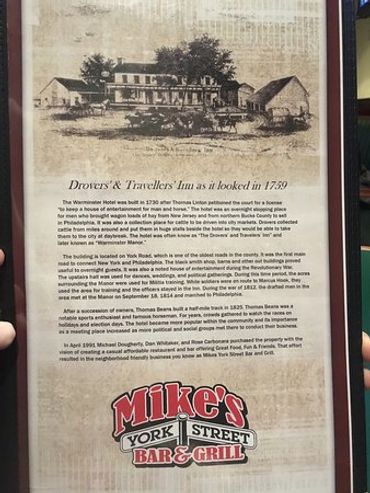 Drovers' & Travellers' Inn as it looked in 1759
The Warminster Hotel was built in 1730 after Thomas Linton petitioned the court for a license
"to keep a house of entertainment for man and horse." The hotel was an overnight stopping place
for men who brought wagon loads of hay from New Jersey and from northern Bucks County to sell
in Philadelphia. It was also a collection place for cattle to be driven into city markets. Drovers collected
cattle from miles around and put them in huge stalls beside the hotel so they would be able to take
them to the city at daybreak. The hotel was often know as "The Drovers' and Travelers' Inn" and
later known as "Warminster Manor."
The building is located on York Road, which is one of the oldest roads in the county. It was the first main
road to connect New York and Philadelphia. The black smith shop, barns and other out buildings proved
useful to overnight guests. It was also a noted house of entertainment during the Revolutionary War.
The upstairs hall was used for dances, weddings, and political gatherings. During this time period, the acres
surrounding the Manor were used for Militia training. While soldiers were on route to Marcus Hook, they
used the area for training and the officers stayed in the Inn. During the war of 1812, the drafted men in the
area met at the Manor on September 18, 1814 and marched to Philadelphia.
After a succession of owners, Thomas Beans built a half-mile track in 1825. Thomas Beans was a
notable sports enthusiast and famous horseman. For years, crowds gathered to watch the races on
holidays and election days. The hotel became more popular within the community and its importance
as a meeting place increased as more political and social groups met there to conduct their business.
In April 1991 Michael Dougherty, Dan Whitaker, and Rose Carbonara purchased the property with the
vision of creating a casual affordable restaurant and bar offering Great Food, Fun & Friends. That effort
resulted in the neighborhood friendly business you know as Mikes York Street Bar and Grill.
Mike's
YORK STREET
BAR & GRILL